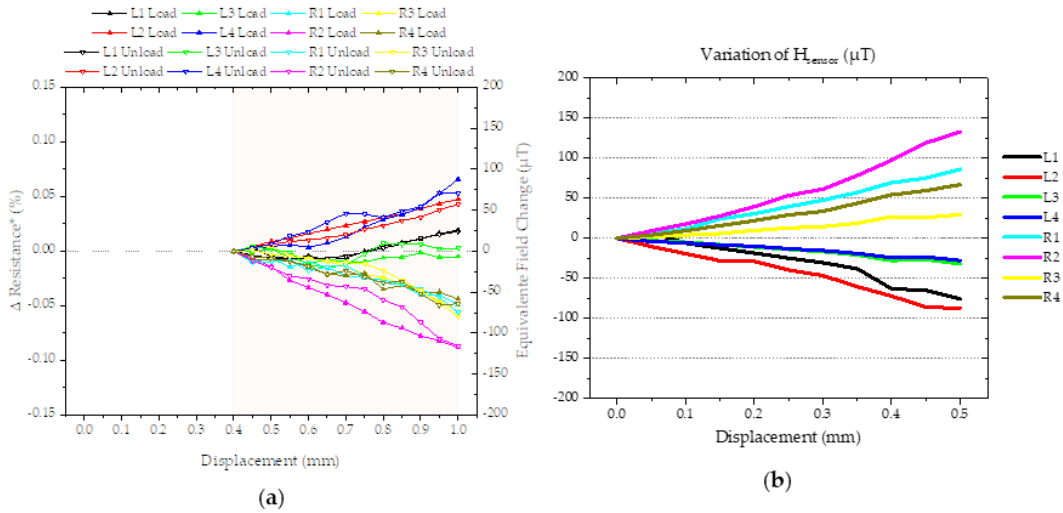 L1 Load L3 Load R1 Load R3 Load
L2 Load L4 Load R2 Load R4 Load
L1 Unload L3 Unload R1 Unload R3 Unload
L2 Unload L4 Unload R2 Unload R4 Unload
0.15
0.10
0.05
0.00
-0.05
-0.10
-0.15
Δ Resistance* (%)
200
150
100
50
0
-50
-100
-150
-200
Equivalente Field Change (µT)
0.0 0.1 0.2 0.3 0.4 0.5 0.6 0.7 0.8 0.9 1.0
Displacement (mm)
(a)
Variation of Hsensor (µT)
200
150
100
50
0
-50
-100
-150
-200
0.0 0.1 0.2 0.3 0.4 0.5
Displacement (mm)
L1
L2
L3
L4
R1
R2
R3
R4
(b)